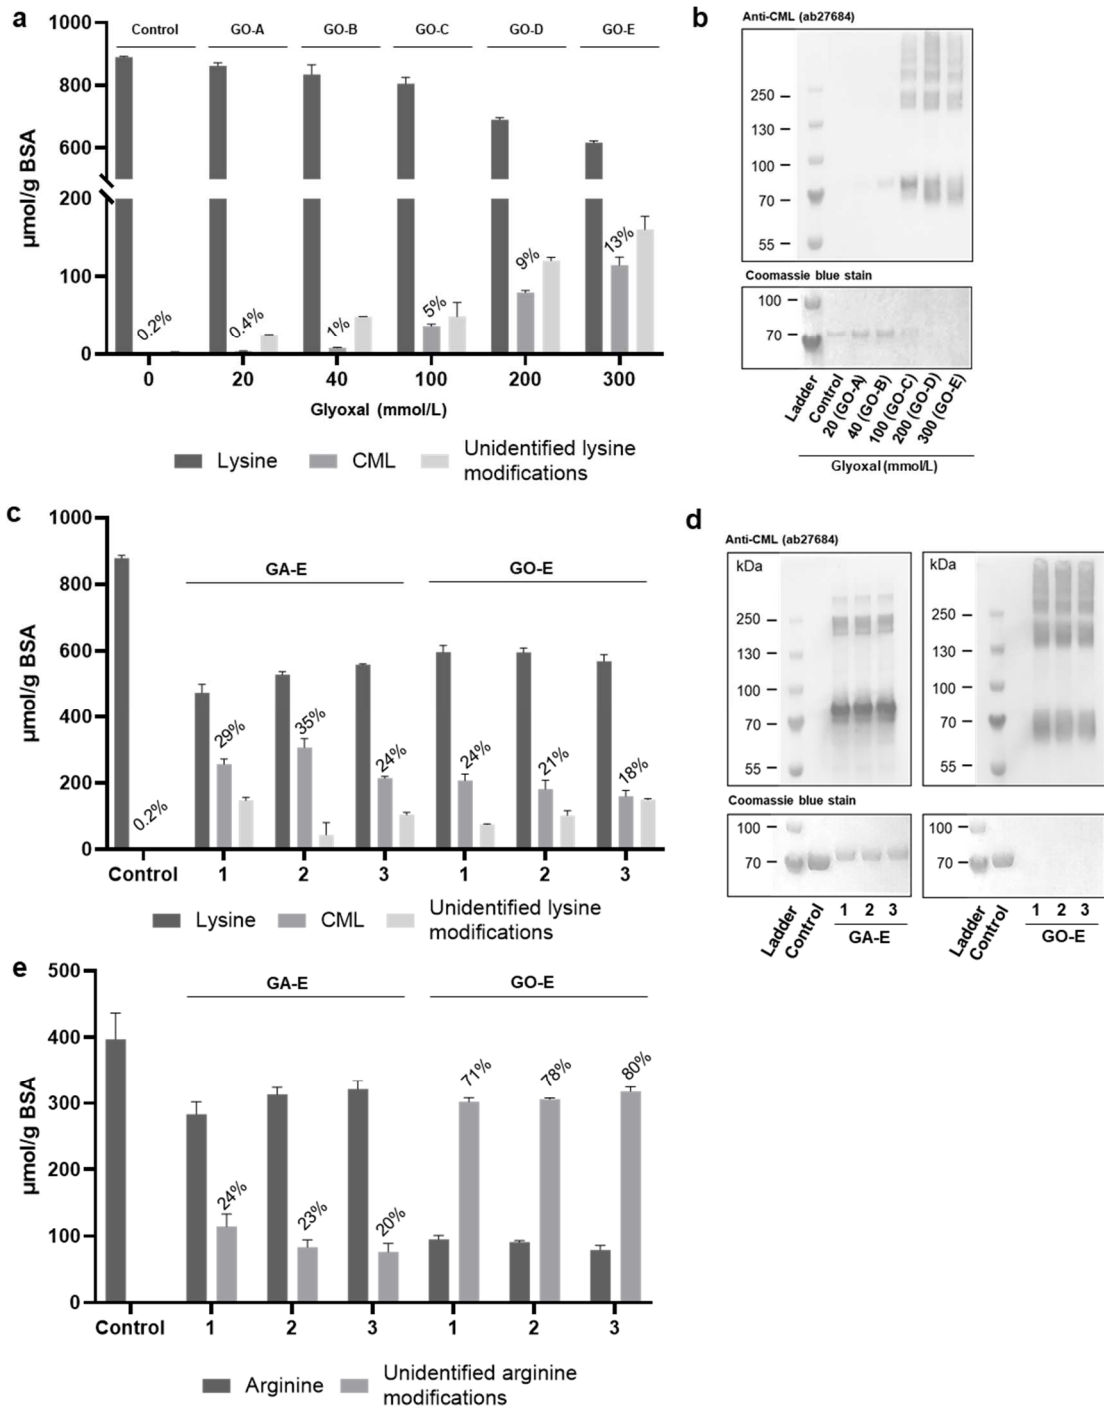 a
1000
800
600
200
100
0
µmol/g BSA
Control
GO-A
GO-B
GO-C
GO-D
GO-E
0.2%
0.4%
1%
5%
9%
13%
0
20
40
100
200
300
Glyoxal (mmol/L)
Lysine
CML
Unidentified lysine
modifications
b
Anti-CML (ab27684)
250
130
100
70
55
Coomassie blue stain
100
70
Ladder
Control
20 (GO-A)
40 (GO-B)
100 (GO-C)
200 (GO-D)
300 (GO-E)
Glyoxal (mmol/L)
c
1000
800
600
400
200
0
µmol/g BSA
GA-E
GO-E
0.2%
29%
35%
24%
24%
21%
18%
Control
1
2
3
1
2
3
Lysine
CML
Unidentified lysine
modifications
d
Anti-CML (ab27684)
kDa
250
130
100
70
55
kDa
250
130
100
70
55
Coomassie blue stain
100
70
100
70
Ladder
Control
1 2 3
GA-E
Ladder
Control
1 2 3
GO-E
e
500
400
300
200
100
0
µmol/g BSA
GA-E
GO-E
24%
23%
20%
71%
78%
80%
Control
1
2
3
1
2
3
Arginine
Unidentified arginine
modifications